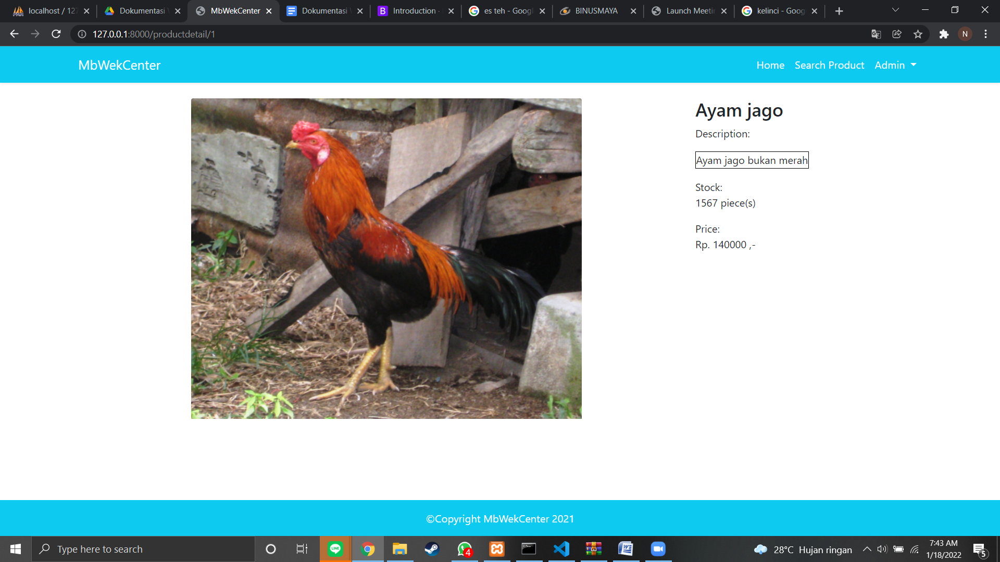 localhost / 127
Dokumentasi
MbWekCenter
Dokumentasi
Introduction ·
es teh - Goog
BINUSMAYA
Launch Meetin
kelinci - Goog
127.0.0.1:8000/productdetail/1
N
MbWekCenter
Home
Search Product
Admin
Ayam jago
Description:
Ayam jago bukan merah
Stock:
1567 piece(s)
Price:
Rp. 140000 ,-
©Copyright MbWekCenter 2021
Type here to search
LINE
4
28°C Hujan ringan
7:43 AM
1/18/2022
5